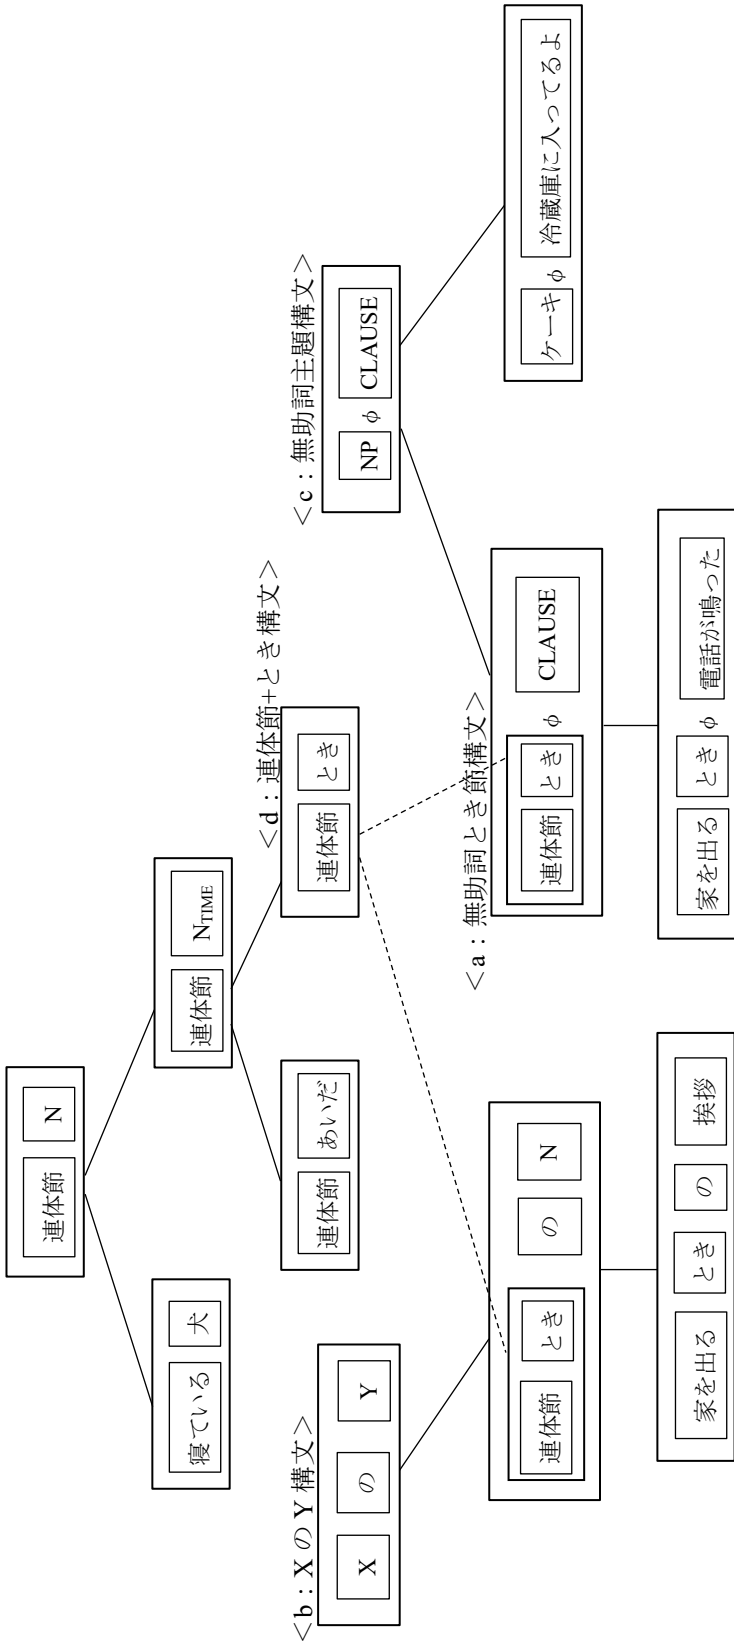 連体節 N
寝ている 犬
連体節 NTIME
<b：XのY構文>
X の Y
連体節 あいだ
<d：連体節+とき構文>
連体節 とき
<c：無助詞主題構文>
NP φ CLAUSE
連体節 とき の N
<a：無助詞とき節構文>
連体節 とき φ CLAUSE
ケーキ φ 冷蔵庫に入ってるよ
家を出る とき の 挨拶
家を出る とき φ 電話が鳴った